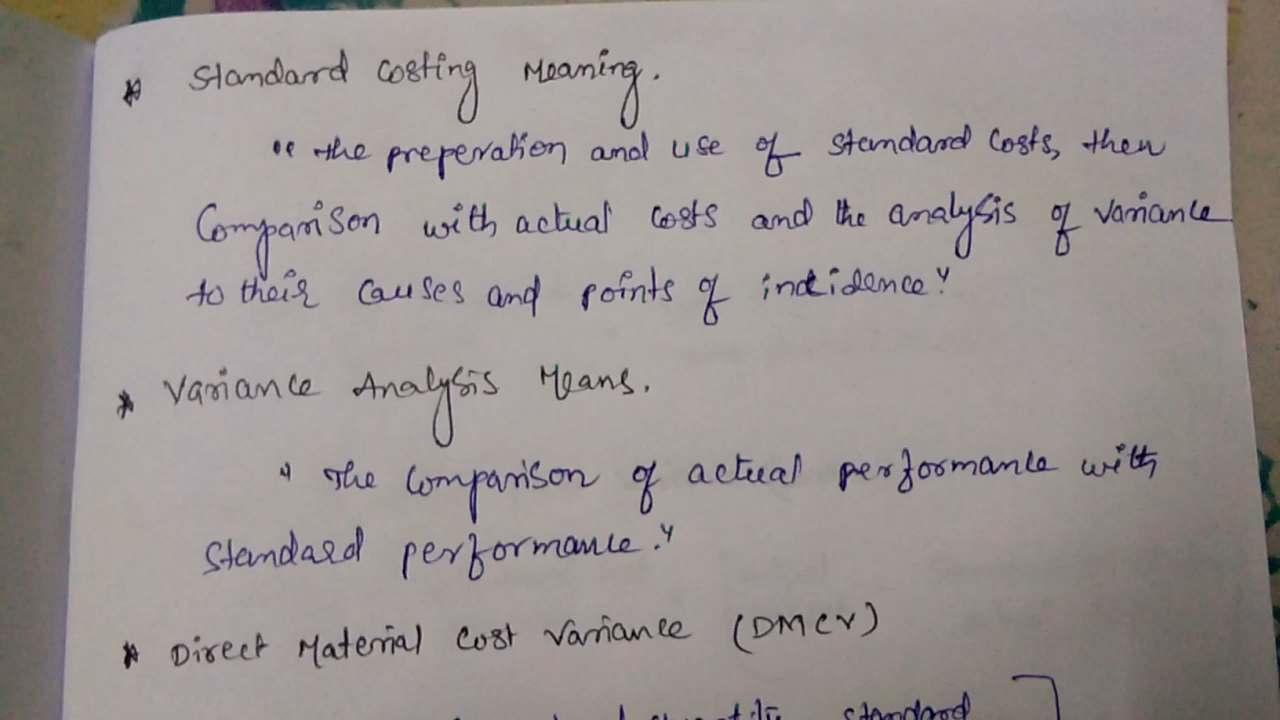 * Standard Costing Meaning.
" the preperation and use of standard Costs, then
Comparison with actual costs and the analysis of variance
to their causes and points of incidence"
* Variance Analysis Means.
" The Comparison of actual performance with
standard performance."
* Direct Material Cost Variance (DMCV)
standard